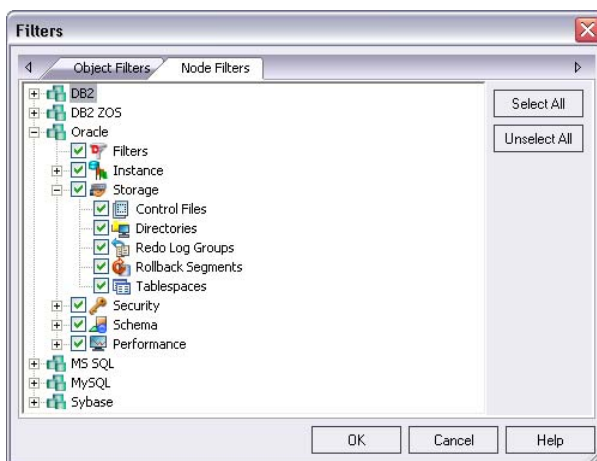 Filters
Object Filters Node Filters
DB2
DB2 ZOS
Oracle
Filters
Instance
Storage
Control Files
Directories
Redo Log Groups
Rollback Segments
Tablespaces
Security
Schema
Performance
MS SQL
MySQL
Sybase
Select All
Unselect All
OK Cancel Help